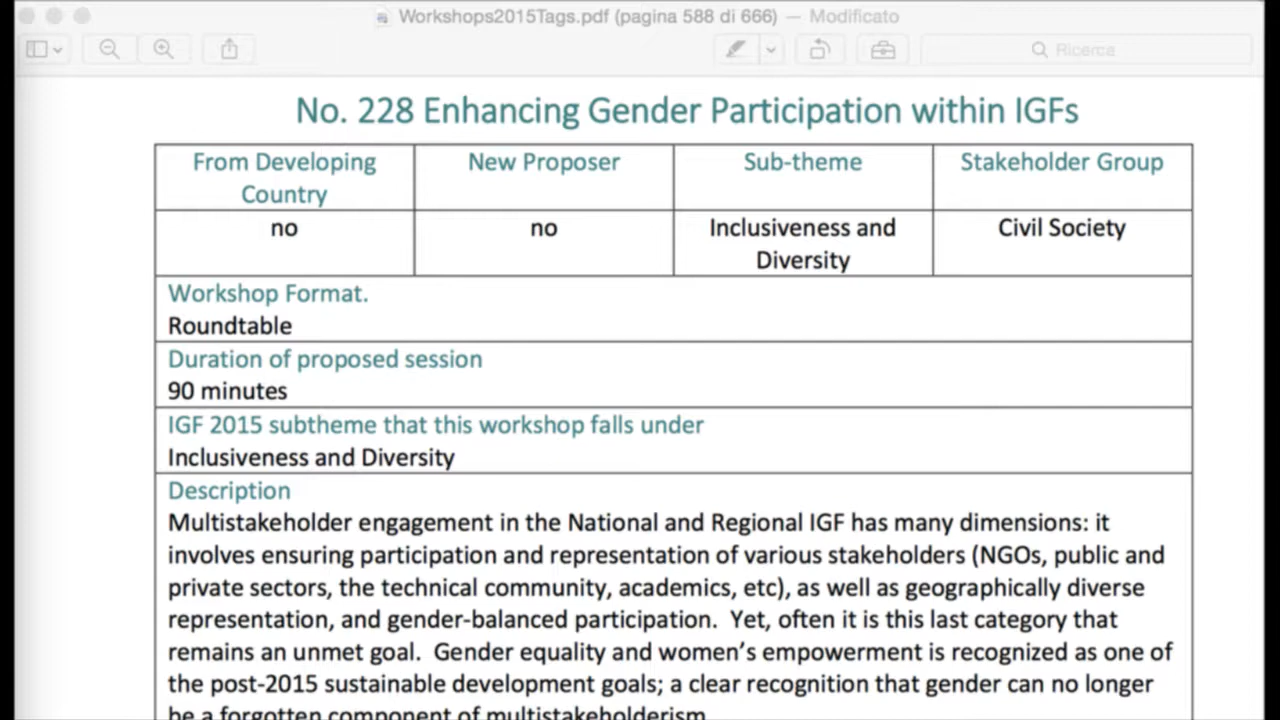 Workshops2015Tags.pdf (pagina 588 di 666) — Modificato
Ricerca
No. 228 Enhancing Gender Participation within IGFs
From Developing Country
New Proposer
Sub-theme
Stakeholder Group
no
no
Inclusiveness and Diversity
Civil Society
Workshop Format.
Roundtable
Duration of proposed session
90 minutes
IGF 2015 subtheme that this workshop falls under
Inclusiveness and Diversity
Description
Multistakeholder engagement in the National and Regional IGF has many dimensions: it
involves ensuring participation and representation of various stakeholders (NGOs, public and
private sectors, the technical community, academics, etc), as well as geographically diverse
representation, and gender-balanced participation. Yet, often it is this last category that
remains an unmet goal. Gender equality and women’s empowerment is recognized as one of
the post-2015 sustainable development goals; a clear recognition that gender can no longer
be a forgotten component of multistakeholderism.